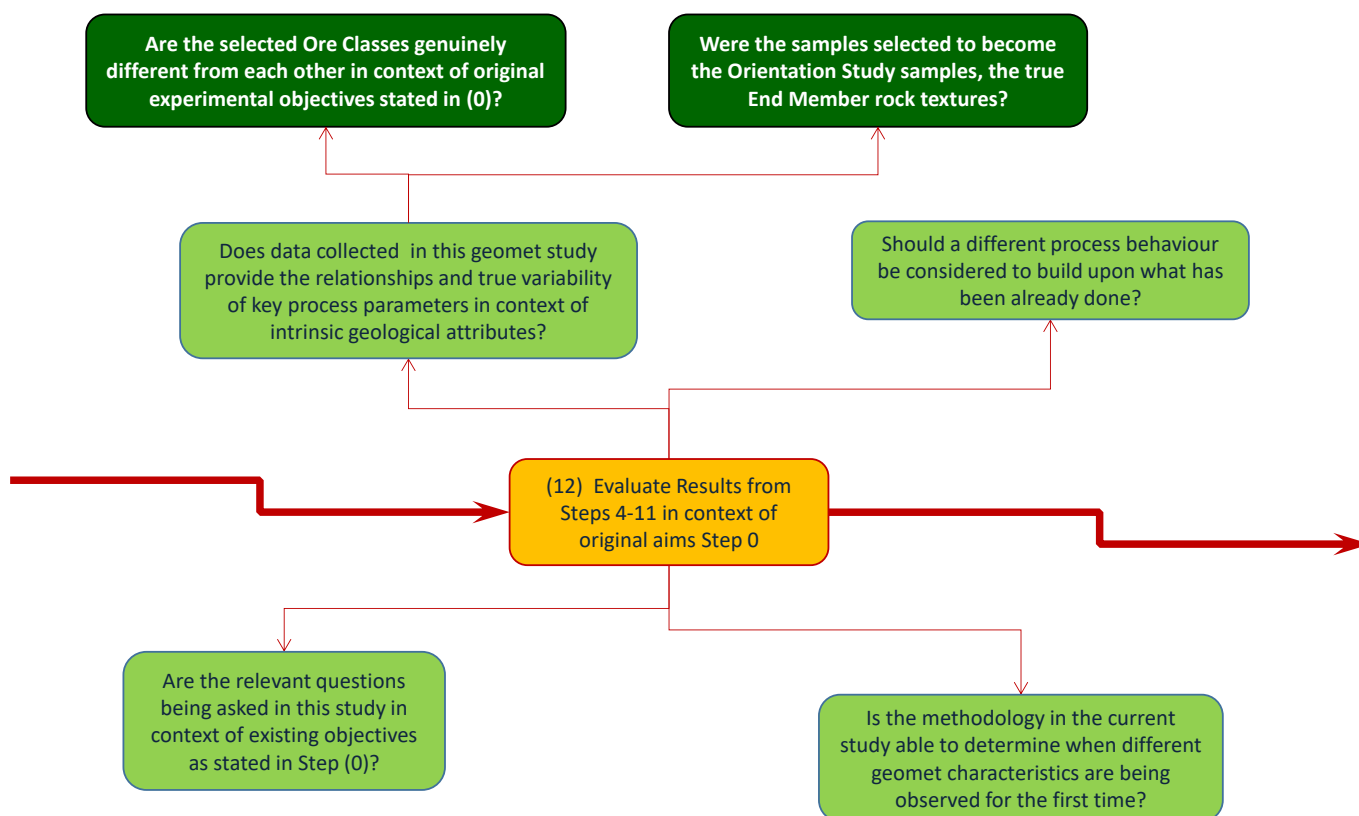 Are the selected Ore Classes genuinely
different from each other in context of original
experimental objectives stated in (0)?
Were the samples selected to become
the Orientation Study samples, the true
End Member rock textures?
Does data collected in this geomet study
provide the relationships and true variability
of key process parameters in context of
intrinsic geological attributes?
Should a different process behaviour
be considered to build upon what has
been already done?
(12) Evaluate Results from
Steps 4-11 in context of
original aims Step 0
Are the relevant questions
being asked in this study in
context of existing objectives
as stated in Step (0)?
Is the methodology in the current
study able to determine when different
geomet characteristics are being
observed for the first time?